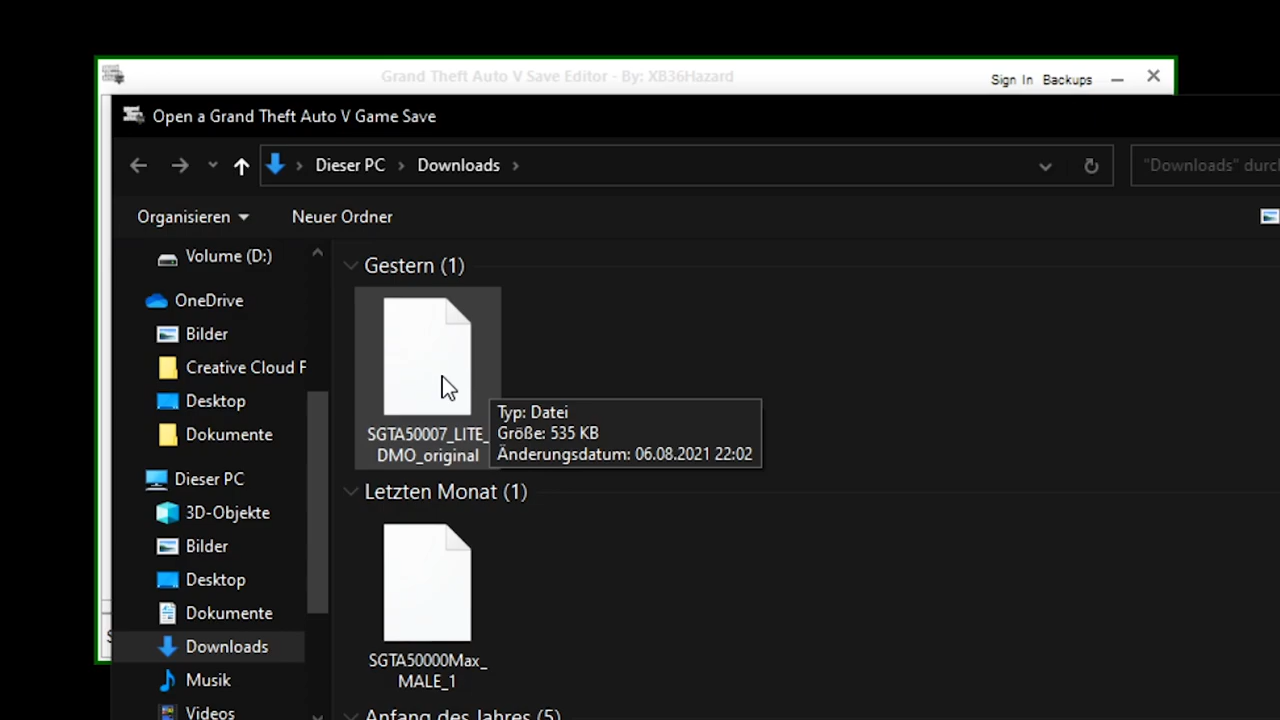 Grand Theft Auto V Save Editor - By: XB36Hazard
Sign In Backups
Open a Grand Theft Auto V Game Save
Dieser PC
Downloads
"Downloads"
Organisieren
Neuer Ordner
Volume (D:)
OneDrive
Bilder
Creative Cloud F
Desktop
Dokumente
Dieser PC
3D-Objekte
Bilder
Desktop
Dokumente
Downloads
Musik
Videos
Gestern (1)
SGTA50007_LITE_
DMO_original
Typ: Datei
Größe: 535 KB
Änderungsdatum: 06.08.2021 22:02
Letzten Monat (1)
SGTA50000Max_
MALE_1
Anfang des Jahres (5)